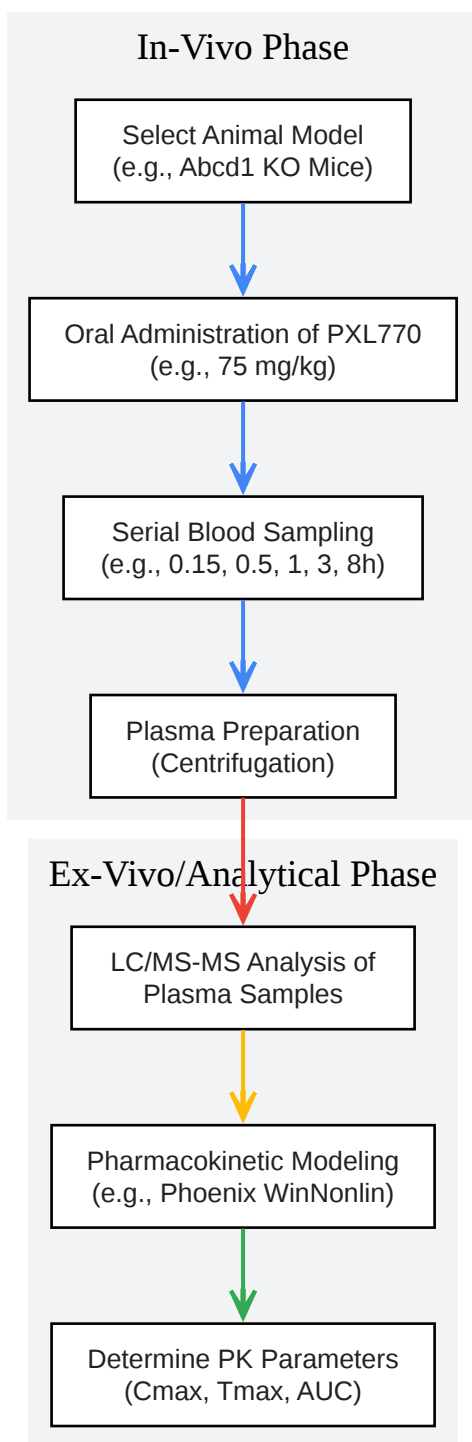 In-Vivo Phase
Select Animal Model
(e.g., Abcd1 KO Mice)
Oral Administration of PXL770
(e.g., 75 mg/kg)
Serial Blood Sampling
(e.g., 0.15, 0.5, 1, 3, 8h)
Plasma Preparation
(Centrifugation)
Ex-Vivo/Analytical Phase
LC/MS-MS Analysis of
Plasma Samples
Pharmacokinetic Modeling
(e.g., Phoenix WinNonlin)
Determine PK Parameters
(Cmax, Tmax, AUC)